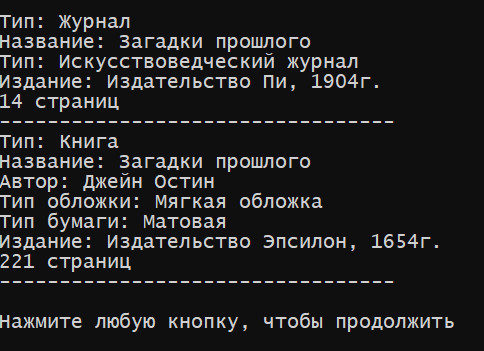 Тип: Журнал
Название: Загадки прошлого
Тип: Искусствоведческий журнал
Издание: Издательство Пи, 1904г.
14 страниц
---------------------------------
Тип: Книга
Название: Загадки прошлого
Автор: Джейн Остин
Тип обложки: Мягкая обложка
Тип бумаги: Матовая
Издание: Издательство Эпсилон, 1654г.
221 страниц
---------------------------------
Нажмите любую кнопку, чтобы продолжить